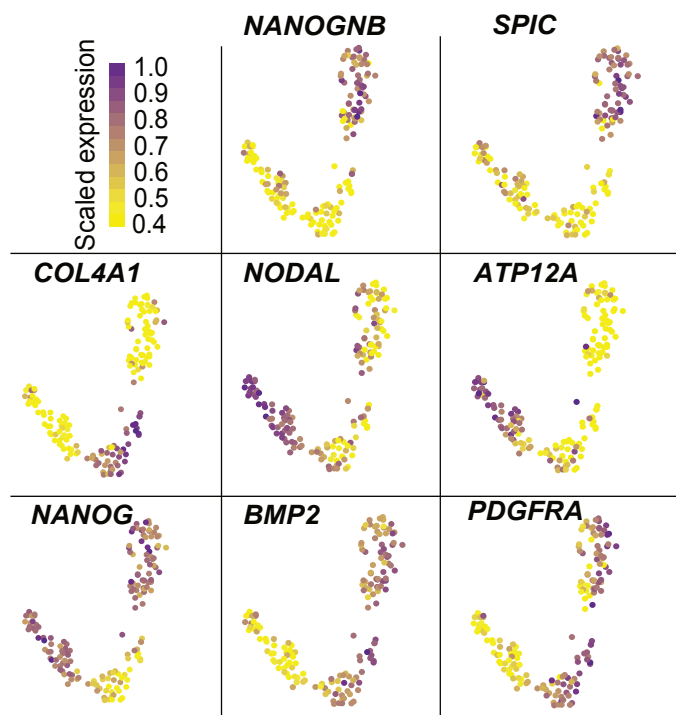 NANOGNB
SPIC
Scaled expression
1.0
0.9
0.8
0.7
0.6
0.5
0.4
COL4A1
NODAL
ATP12A
NANOG
BMP2
PDGFRA